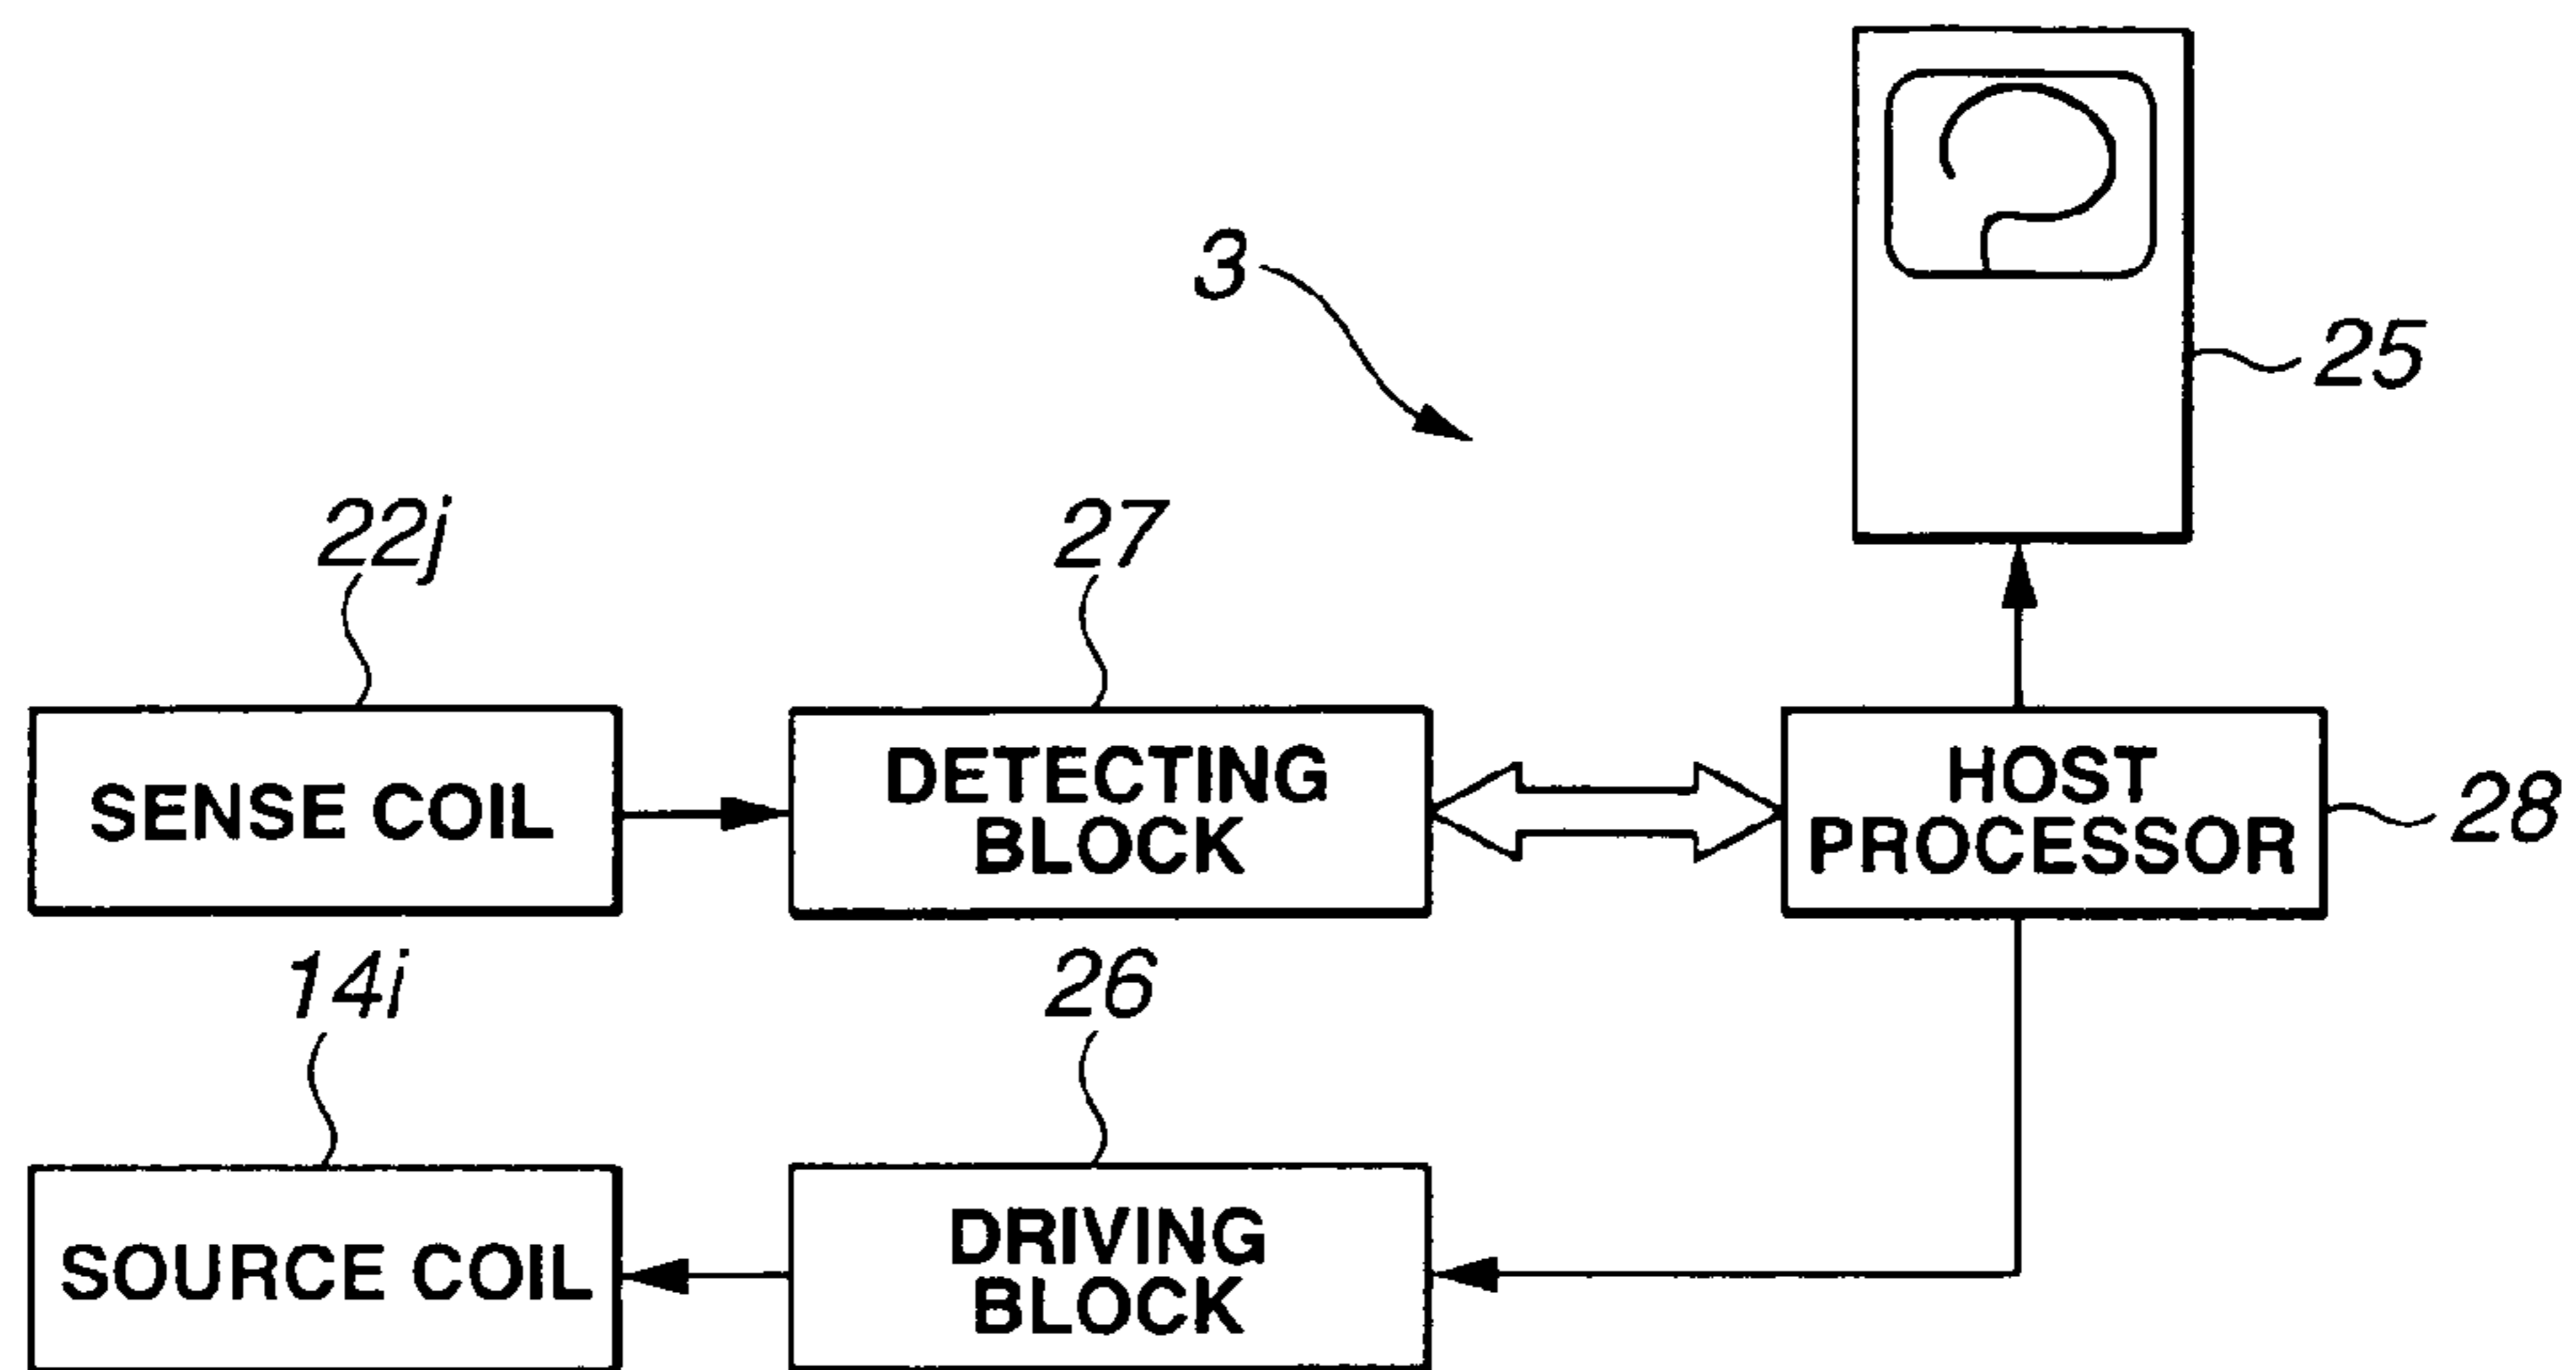 3
25
22j
27
SENSE COIL
DETECTING
BLOCK
HOST
PROCESSOR
28
14i
26
SOURCE COIL
DRIVING
BLOCK